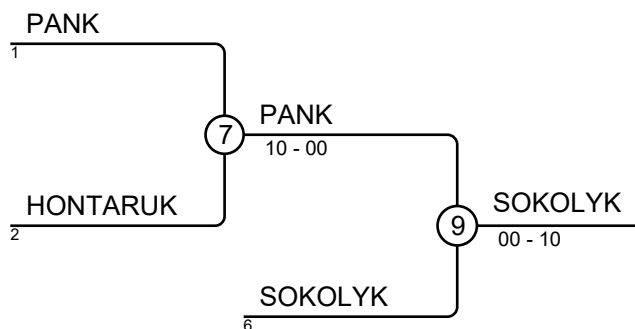 PANK
1
7
PANK
10 - 00
HONTARUK
2
9
SOKOLYK
00 - 10
SOKOLYK
6